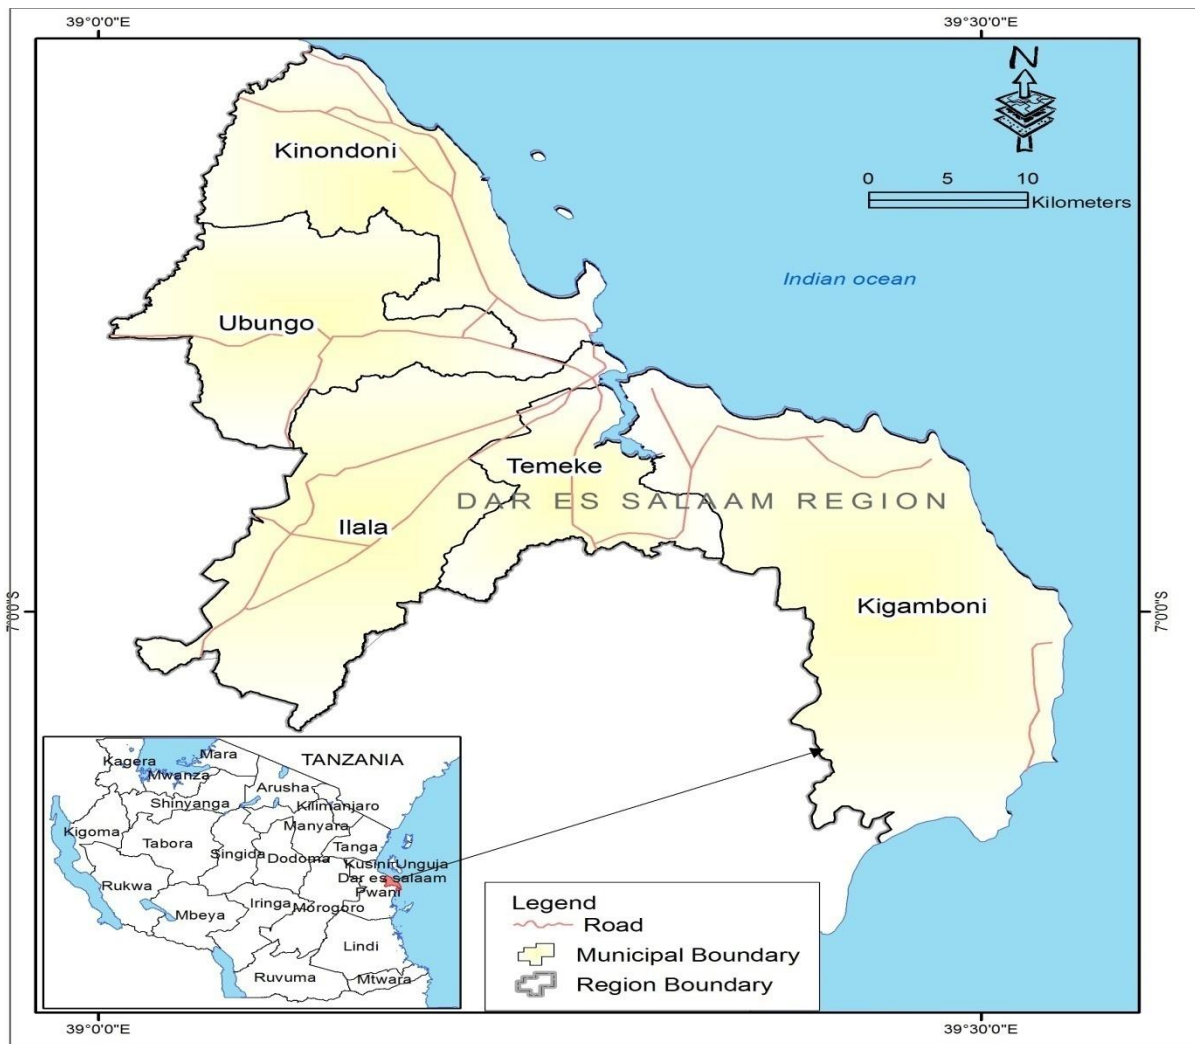 39°0'0"E
39°30'0"E
N
Kinondoni
0 5 10
Kilometers
Indian ocean
Ubungo
Temeke
DAR ES SALAAM REGION
Ilala
Kigamboni
7°0'0"S
7°0'0"S
TANZANIA
Mara
Kagera
Mwanza
Arusha
Shinyanga
Kilimanjaro
Kigoma
Manyara
Tabora
Tanga
Singida
Dodoma
Kusini Unguja
Dar es salaam
Rukwa
Pwani
Iringa
Morogoro
Mbeya
Lindi
Ruvuma
Mtwara
Legend
Road
Municipal Boundary
Region Boundary
39°0'0"E
39°30'0"E